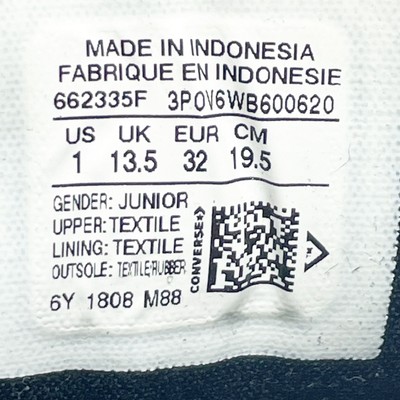 MADE IN INDONESIA
FABRIQUE EN INDONESIE
662335F 3POV6WB600620
US UK EUR CM
1 13.5 32 19.5
GENDER: JUNIOR
UPPER: TEXTILE
LINING: TEXTILE
OUTSOLE: TEXTILE/RUBBER
6Y 1808 M88
CONVERSE